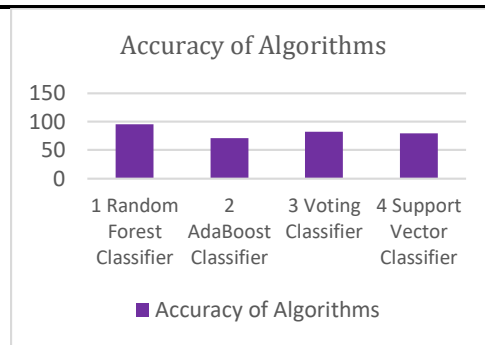 Accuracy of Algorithms
150
100
50
0
1 Random
Forest
Classifier
2
AdaBoost
Classifier
3 Voting
Classifier
4 Support
Vector
Classifier
Accuracy of Algorithms